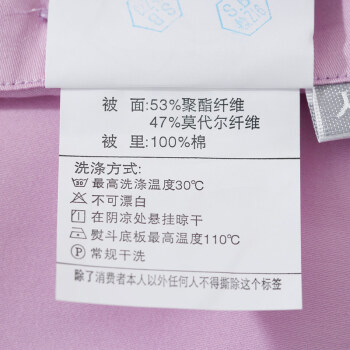 被 面:53%聚酯纤维
47%莫代尔纤维
被 里:100%棉
洗涤方式:
30 最高洗涤温度30℃
不可漂白
在阴凉处悬挂晾干
熨斗底板最高温度110℃
Ⓟ 常规干洗
除了消费者本人以外任何人不得撕除这个标签